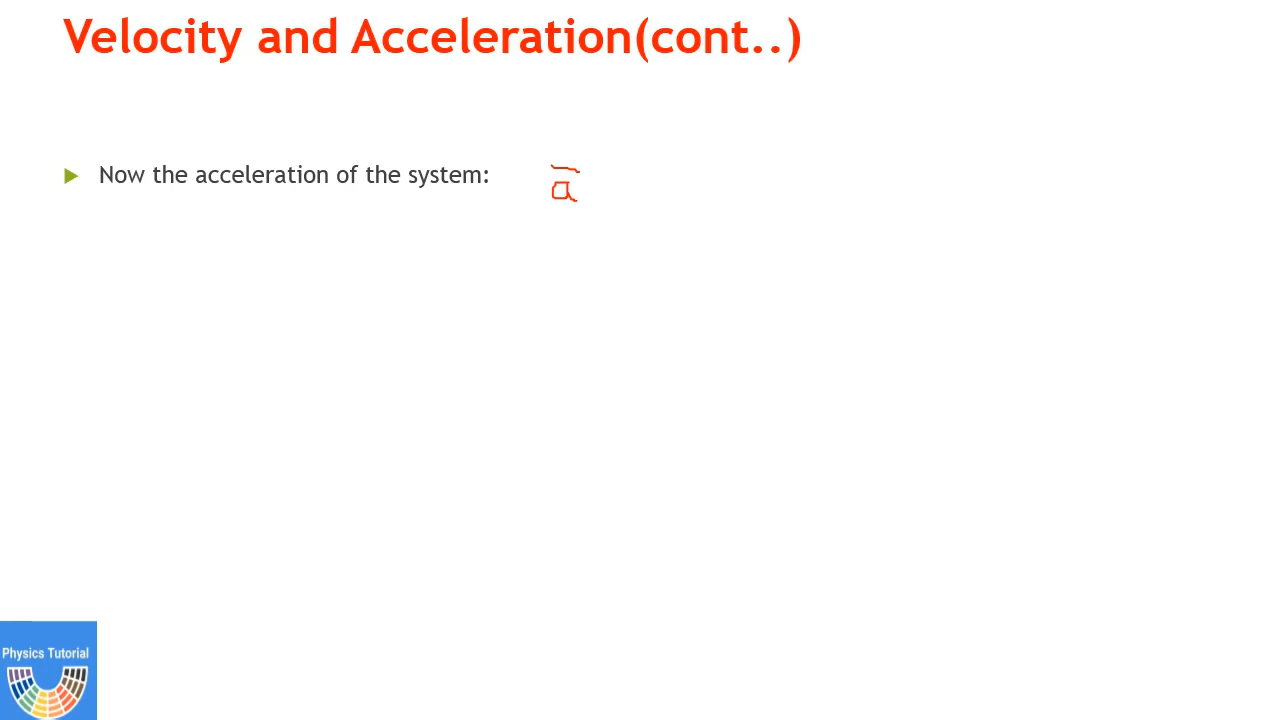 Velocity and Acceleration(cont..)
Now the acceleration of the system: a̅
Physics Tutorial